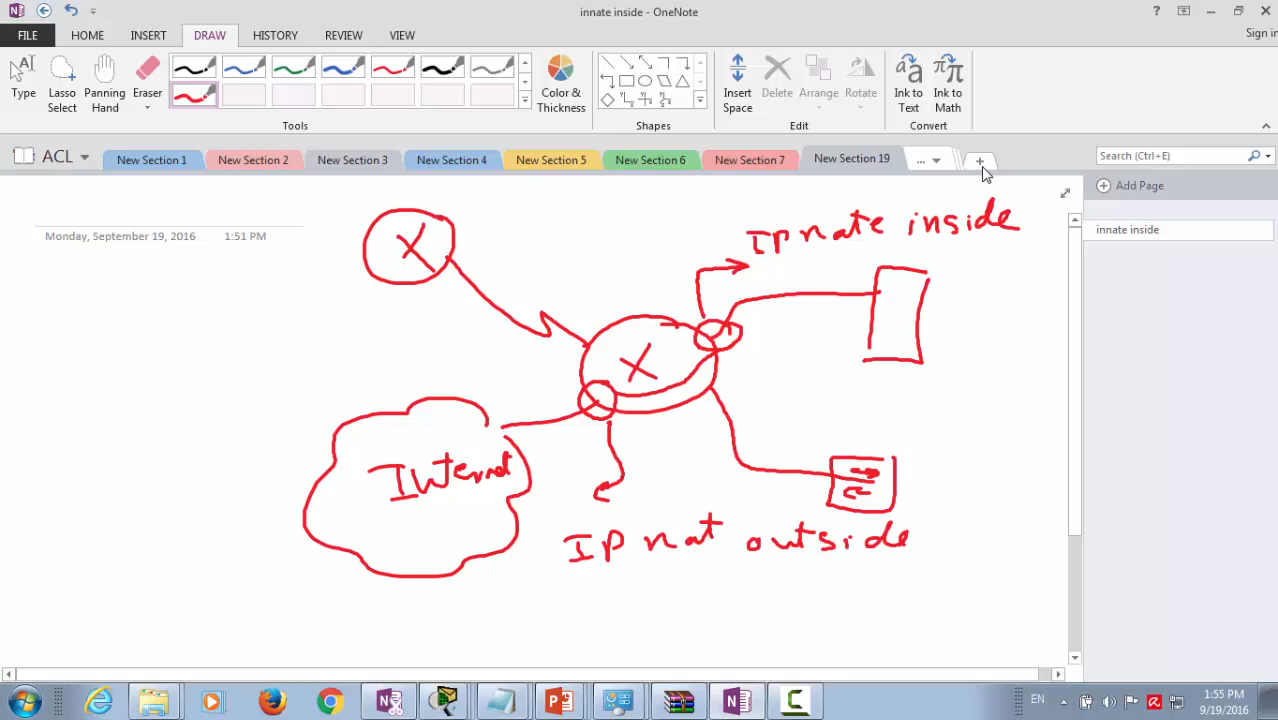 innate inside - OneNote
?
FILE HOME INSERT DRAW HISTORY REVIEW VIEW
Sign in
Type
Lasso Select
Panning Hand
Eraser
Color & Thickness
Insert Space
Delete
Arrange
Rotate
Ink to Text
Ink to Math
Tools
Shapes
Edit
Convert
ACL
New Section 1
New Section 2
New Section 3
New Section 4
New Section 5
New Section 6
New Section 7
New Section 19
...
Search (Ctrl+E)
Add Page
innate inside
Monday, September 19, 2016 1:51 PM
X
IP nate inside
X
Internet
IP nat outside
EN
1:55 PM
9/19/2016